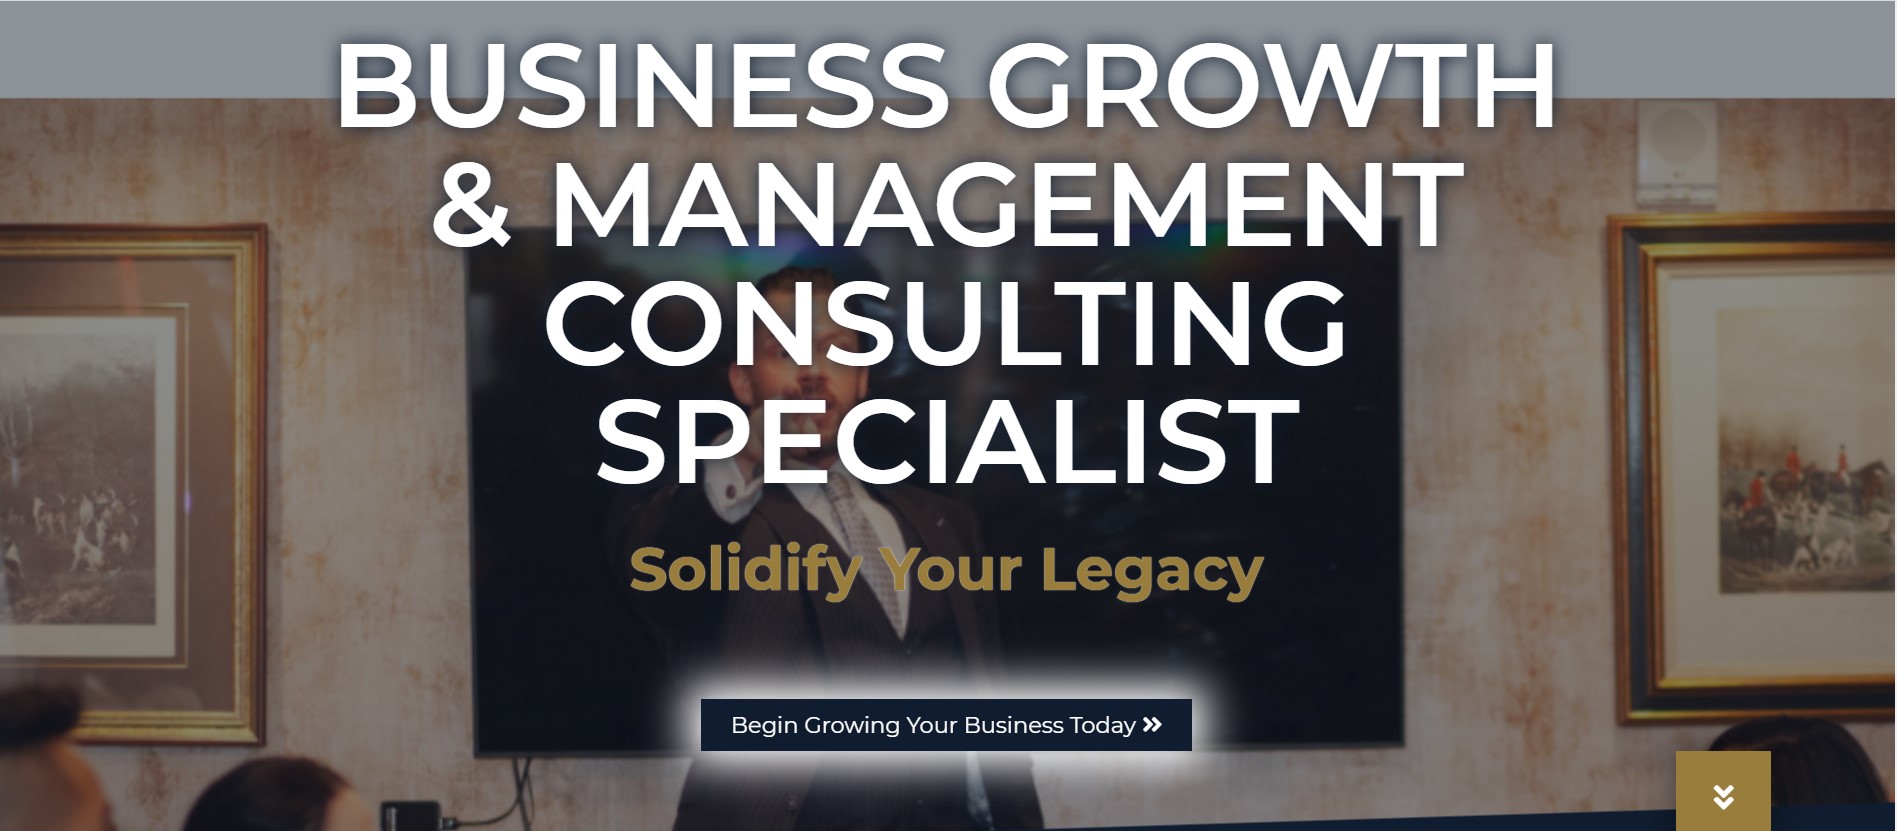 BUSINESS GROWTH
& MANAGEMENT
CONSULTING
SPECIALIST
Solidify Your Legacy
Begin Growing Your Business Today